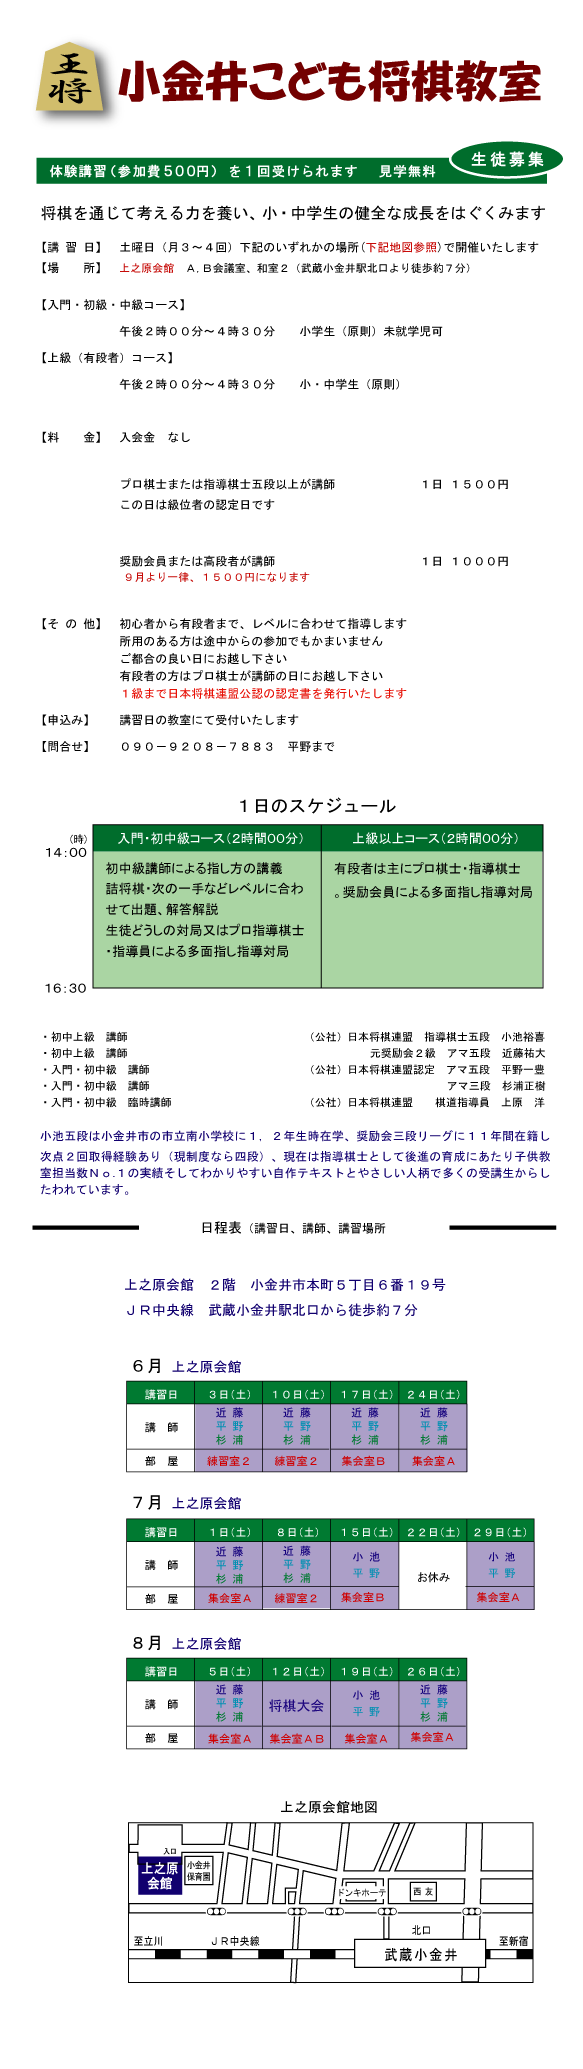 王将
小金井こども将棋教室
生徒募集
体験講習（参加費５００円） を１回受けられます 見学無料
将棋を通じて考える力を養い、小・中学生の健全な成長をはぐくみます
【講 習 日】 土曜日（月３～４回）下記のいずれかの場所（下記地図参照）で開催いたします
【場　　所】 上之原会館 Ａ,Ｂ会議室、和室２（武蔵小金井駅北口より徒歩約７分）
【入門・初級・中級コース】
午後２時００分～４時３０分 小学生（原則）未就学児可
【上級（有段者）コース】
午後２時００分～４時３０分 小・中学生（原則）
【料　　金】 入会金 なし
プロ棋士または指導棋士五段以上が講師 １日 １５００円
この日は級位者の認定日です
奨励会員または高段者が講師 １日 １０００円
９月より一律、１５００円になります
【そ の 他】 初心者から有段者まで、レベルに合わせて指導します
所用のある方は途中からの参加でもかまいません
ご都合の良い日にお越し下さい
有段者の方はプロ棋士が講師の日にお越し下さい
１級まで日本将棋連盟公認の認定書を発行いたします
【申込み】 講習日の教室にて受付いたします
【問合せ】 ０９０－９２０８－７８８３ 平野まで
１日のスケジュール
（時） 入門・初中級コース（２時間００分） 上級以上コース（２時間００分）
14：00
初中級講師による指し方の講義
詰将棋・次の一手などレベルに合わ
せて出題、解答解説
生徒どうしの対局又はプロ指導棋士
・指導員による多面指し指導対局
有段者は主にプロ棋士・指導棋士
。奨励会員による多面指し指導対局
16：30
・初中上級 講師 （公社）日本将棋連盟 指導棋士五段 小池裕喜
・初中上級 講師 元奨励会２級 アマ五段 近藤祐大
・入門・初中級 講師 （公社）日本将棋連盟認定 アマ五段 平野一豊
・入門・初中級 講師 アマ三段 杉浦正樹
・入門・初中級 臨時講師 （公社）日本将棋連盟 棋道指導員 上原 洋
小池五段は小金井市の市立南小学校に１，２年生時在学、奨励会三段リーグに１１年間在籍し
次点２回取得経験あり（現制度なら四段）、現在は指導棋士として後進の育成にあたり子供教
室担当数Ｎｏ.１の実績そしてわかりやすい自作テキストとやさしい人柄で多くの受講生からし
たわれています。
日程表（講習日、講師、講習場所
上之原会館 ２階 小金井市本町５丁目６番１９号
ＪＲ中央線 武蔵小金井駅北口から徒歩約７分
６月 上之原会館
講習日 ３日（土） １０日（土） １７日（土） ２４日（土）
近 藤 近 藤 近 藤 近 藤
講 師 平 野 平 野 平 野 平 野
杉 浦 杉 浦 杉 浦 杉 浦
部 屋 練習室２ 練習室２ 集会室Ｂ 集会室Ａ
７月 上之原会館
講習日 １日（土） ８日（土） １５日（土） ２２日（土） ２９日（土）
近 藤 近 藤 小 池 小 池
講 師 平 野 平 野 平 野 お休み 平 野
杉 浦 杉 浦
部 屋 集会室Ａ 練習室２ 集会室Ｂ 集会室Ａ
８月 上之原会館
講習日 ５日（土） １２日（土） １９日（土） ２６日（土）
近 藤 小 池 近 藤
講 師 平 野 将棋大会 平 野 平 野
杉 浦 杉 浦
部 屋 集会室Ａ 集会室ＡＢ 集会室Ａ 集会室Ａ
上之原会館地図
入口
上之原
会館
小金井
保育園
ドンキホーテ
西 友
北口
至立川 ＪＲ中央線 至新宿
武蔵小金井